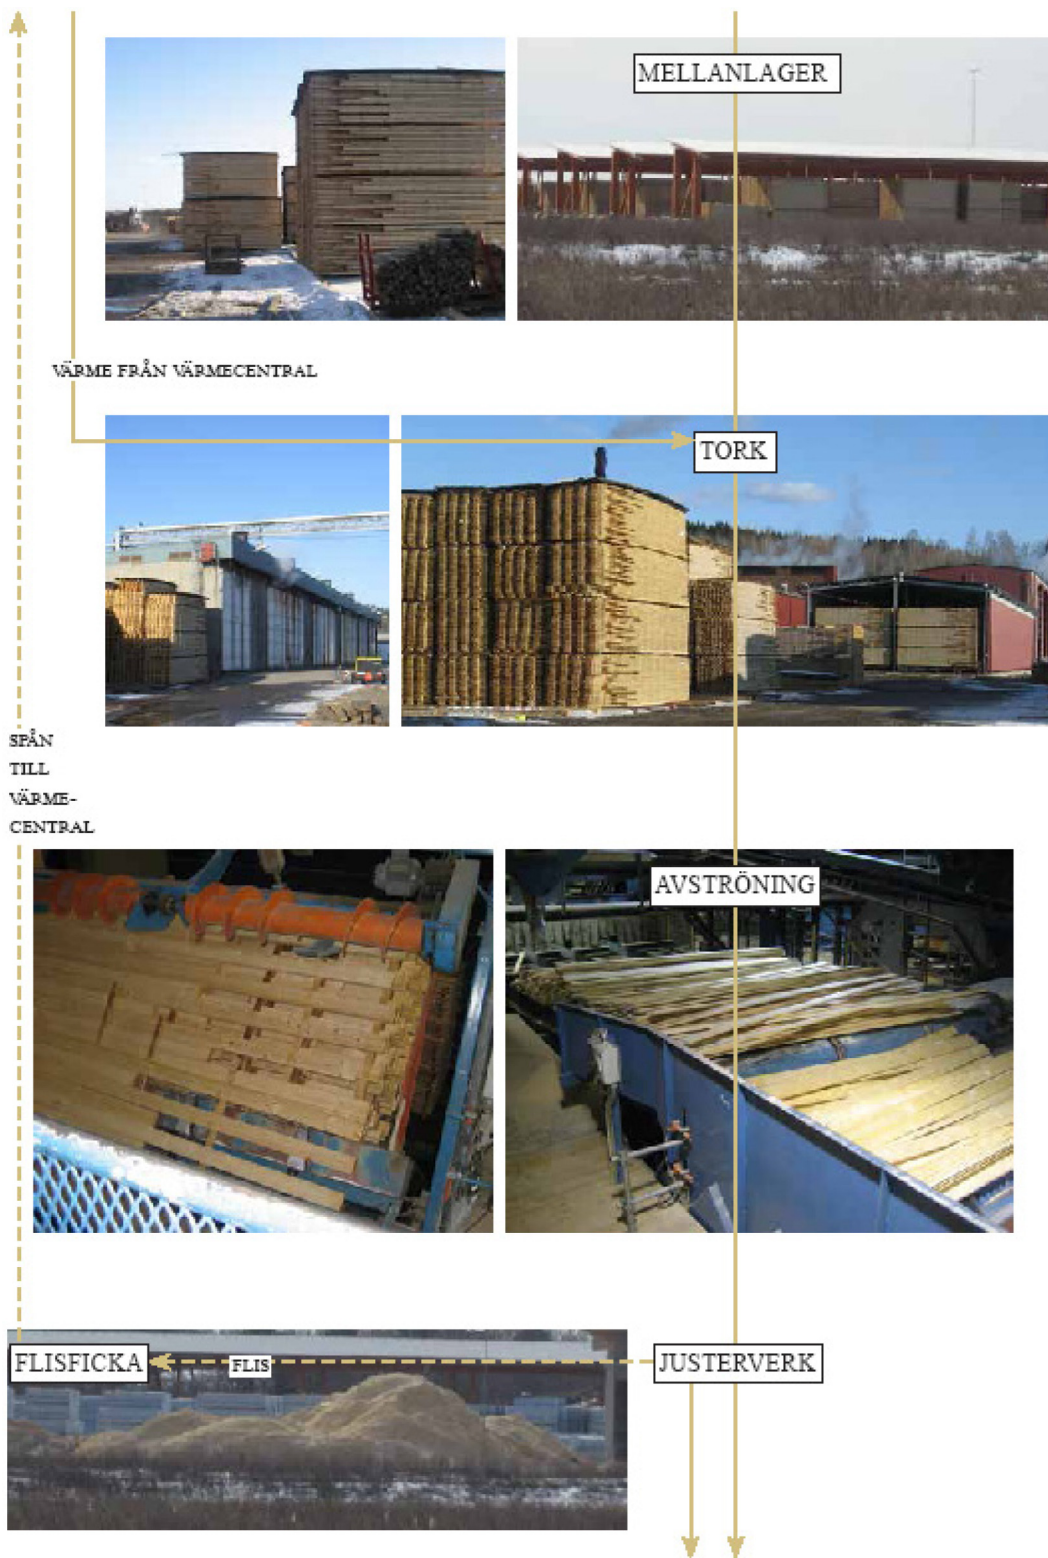 MELLANLAGER
VÄRME FRÅN VÄRMECENTRAL
TORK
SPÅN
TILL
VÄRME-
CENTRAL
AVSTRÖNING
FLISFICKA
FLIS
JUSTERVERK